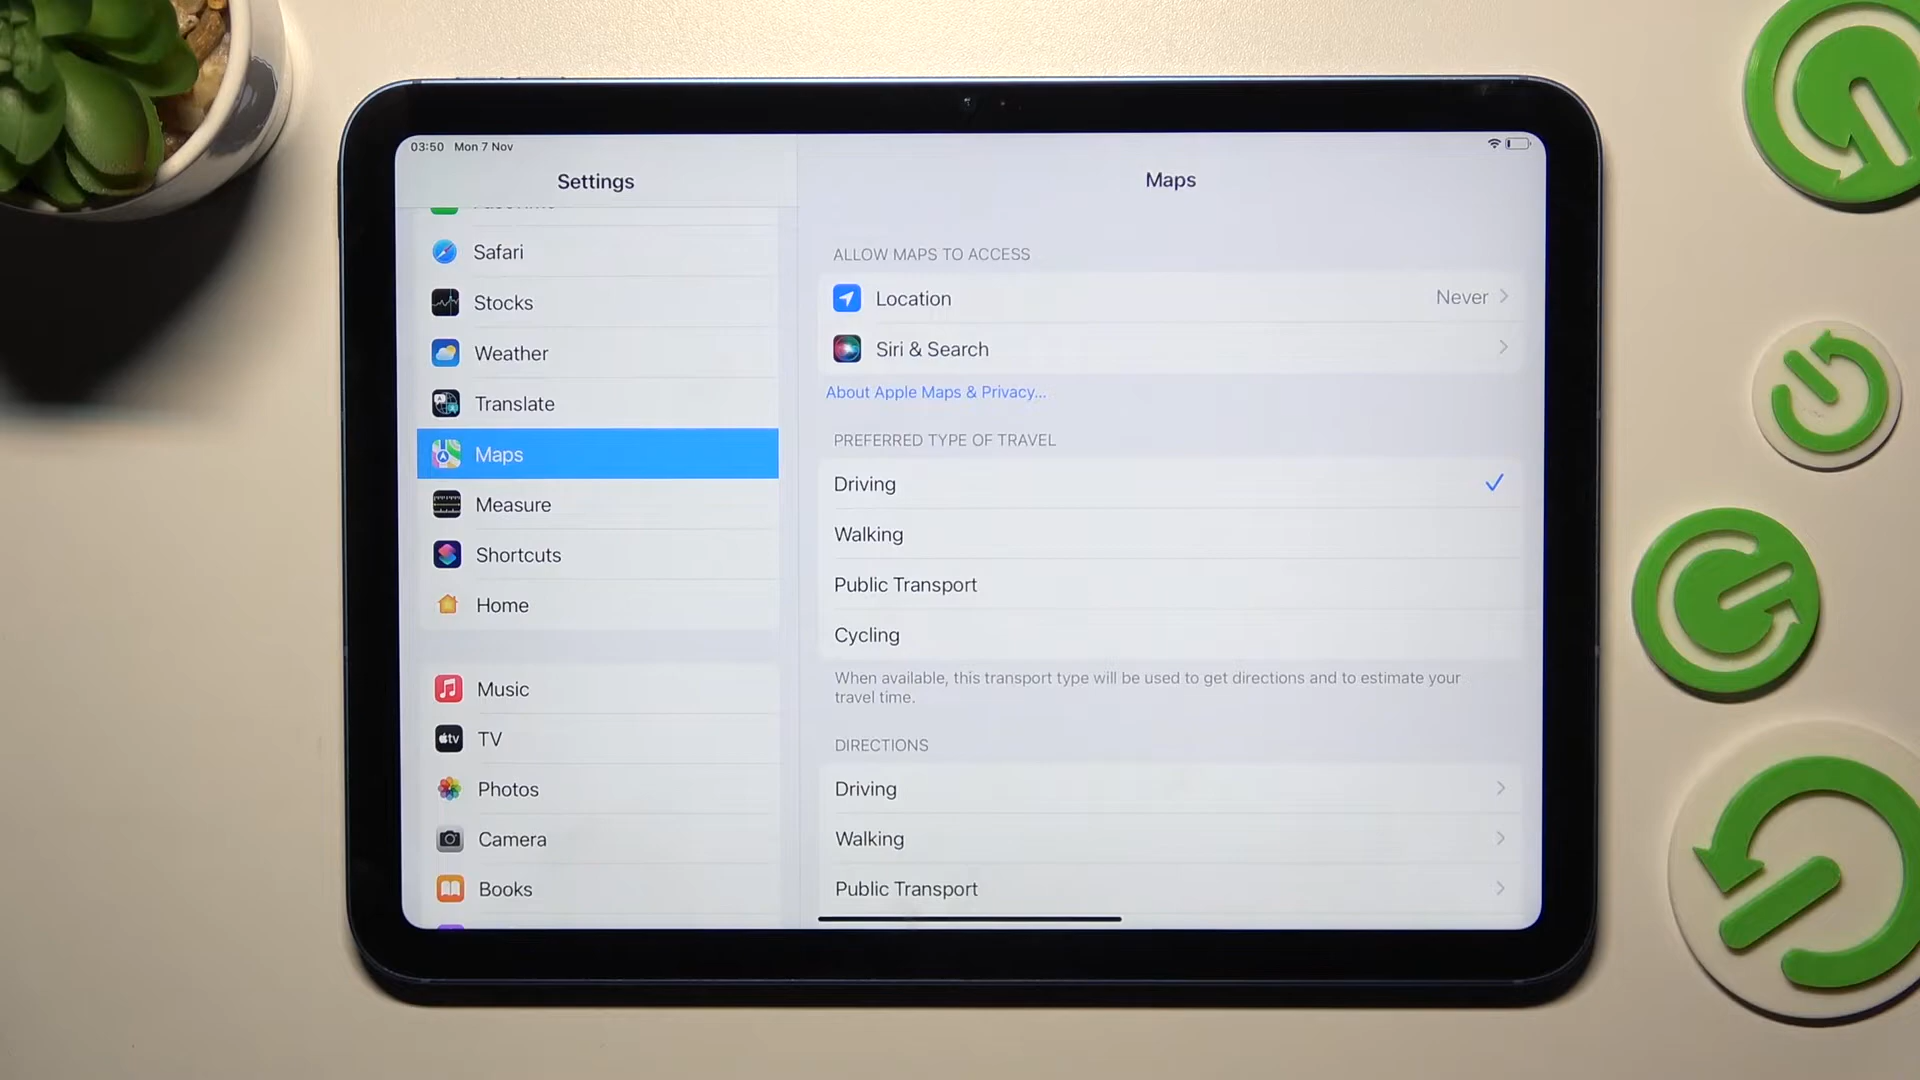 03:50 Mon 7 Nov
Settings
Safari
Stocks
Weather
Translate
Maps
Measure
Shortcuts
Home
Music
tv
TV
Photos
Camera
Books
Maps
ALLOW MAPS TO ACCESS
Location Never
Siri & Search
About Apple Maps & Privacy...
PREFERRED TYPE OF TRAVEL
Driving
Walking
Public Transport
Cycling
When available, this transport type will be used to get directions and to estimate your
travel time.
DIRECTIONS
Driving
Walking
Public Transport